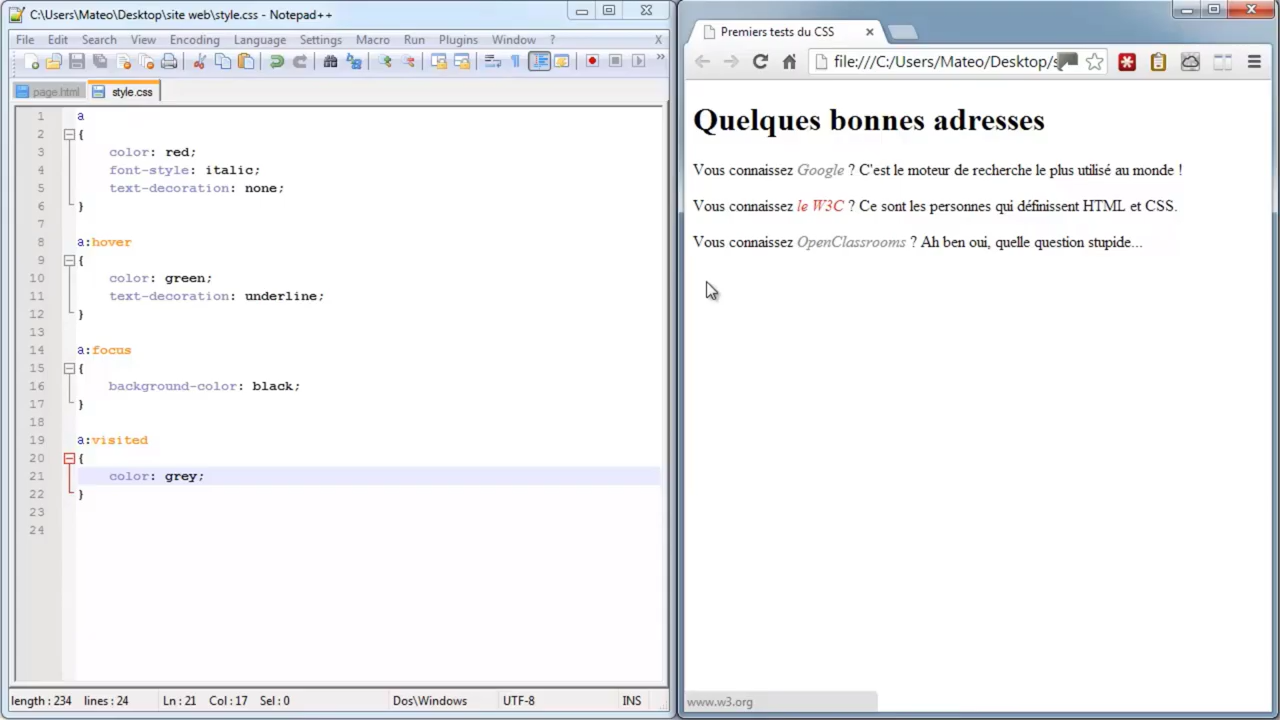 C:\Users\Mateo\Desktop\site web\style.css - Notepad++
File Edit Search View Encoding Language Settings Macro Run Plugins Window ? X
page.html style.css
1 a
2 {
3 color: red;
4 font-style: italic;
5 text-decoration: none;
6 }
7
8 a:hover
9 {
10 color: green;
11 text-decoration: underline;
12 }
13
14 a:focus
15 {
16 background-color: black;
17 }
18
19 a:visited
20 {
21 color: grey;
22 }
23
24
length : 234 lines : 24 Ln : 21 Col : 17 Sel : 0 Dos\Windows UTF-8 INS
Premiers tests du CSS
file:///C:/Users/Mateo/Desktop/s
Quelques bonnes adresses
Vous connaissez Google ? C'est le moteur de recherche le plus utilisé au monde !
Vous connaissez le W3C ? Ce sont les personnes qui définissent HTML et CSS.
Vous connaissez OpenClassrooms ? Ah ben oui, quelle question stupide...
www.w3.org